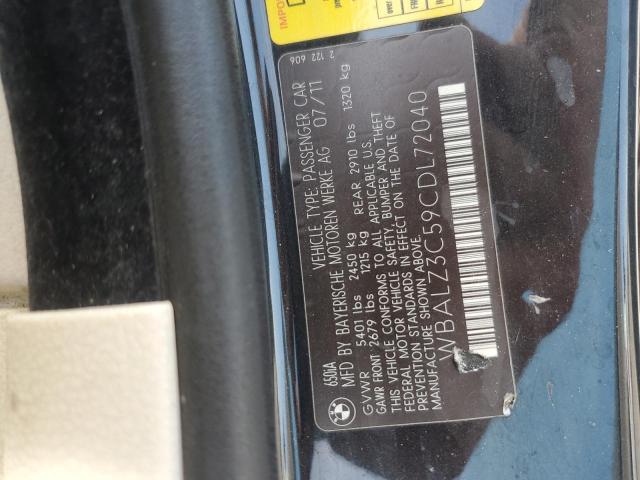 IMPO
2 122 606
BMW
650IA
VEHICLE TYPE: PASSENGER CAR
MFD BY BAYERISCHE MOTOREN WERKE AG 07/11
GVWR 5401 lbs 2450 kg
GAWR FRONT 2679 lbs 1215 kg REAR 2910 lbs 1320 kg
THIS VEHICLE CONFORMS TO ALL APPLICABLE U.S.
FEDERAL MOTOR VEHICLE SAFETY, BUMPER AND THEFT
PREVENTION STANDARDS IN EFFECT ON THE DATE OF
MANUFACTURE SHOWN ABOVE.
WBALZ3C59CDL72040